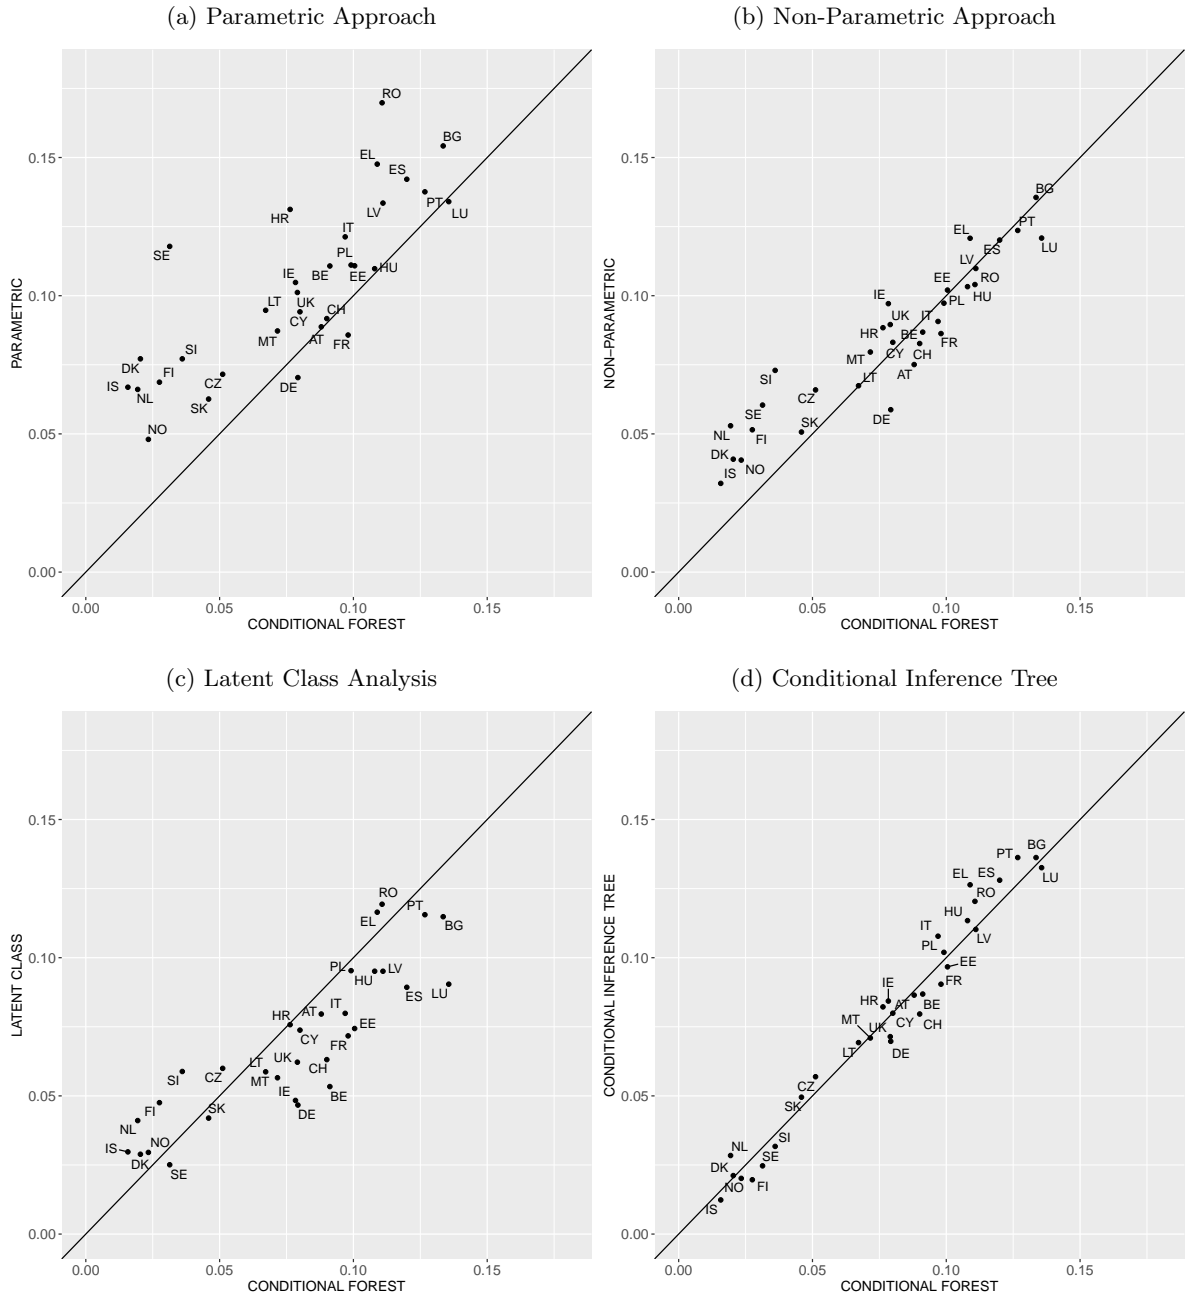 (a) Parametric Approach
(b) Non-Parametric Approach
RO
BG
EL
0.15
ES
PT
LV
LU
HR
IT
SE
PL
HU
BE
EE
IE
0.10
LT
UK
CH
CY
MT
AT
FR
SI
DK
FI
IS
CZ
DE
NL
SK
NO
0.05
0.00
0.00
0.05
0.10
0.15
CONDITIONAL FOREST
PARAMETRIC
BG
0.15
PT
EL
LU
ES
LV
EE
RO
IE
HU
0.10
PL
UK
IT
HR
BE
FR
CY
CH
MT
AT
SI
LT
CZ
SE
DE
SK
NL
FI
0.05
DK
NO
IS
0.00
0.00
0.05
0.10
0.15
CONDITIONAL FOREST
NON−PARAMETRIC
(c) Latent Class Analysis
(d) Conditional Inference Tree
0.15
RO
PT
EL
BG
0.10
PL
LV
HU
LU
ES
IT
HR
AT
EE
CY
FR
UK
LT
CH
SI
CZ
MT
IE
BE
0.05
FI
SK
DE
NL
NO
IS
DK
SE
0.00
0.00
0.05
0.10
0.15
CONDITIONAL FOREST
LATENT CLASS
0.15
PT
BG
EL
ES
LU
RO
HU
IT
LV
PL
0.10
EE
IE
FR
HR
AT
BE
MT
UK
CY
CH
LT
DE
CZ
SK
0.05
SI
NL
SE
DK
NO
FI
IS
0.00
0.00
0.05
0.10
0.15
CONDITIONAL FOREST
CONDITIONAL INFERENCE TREE